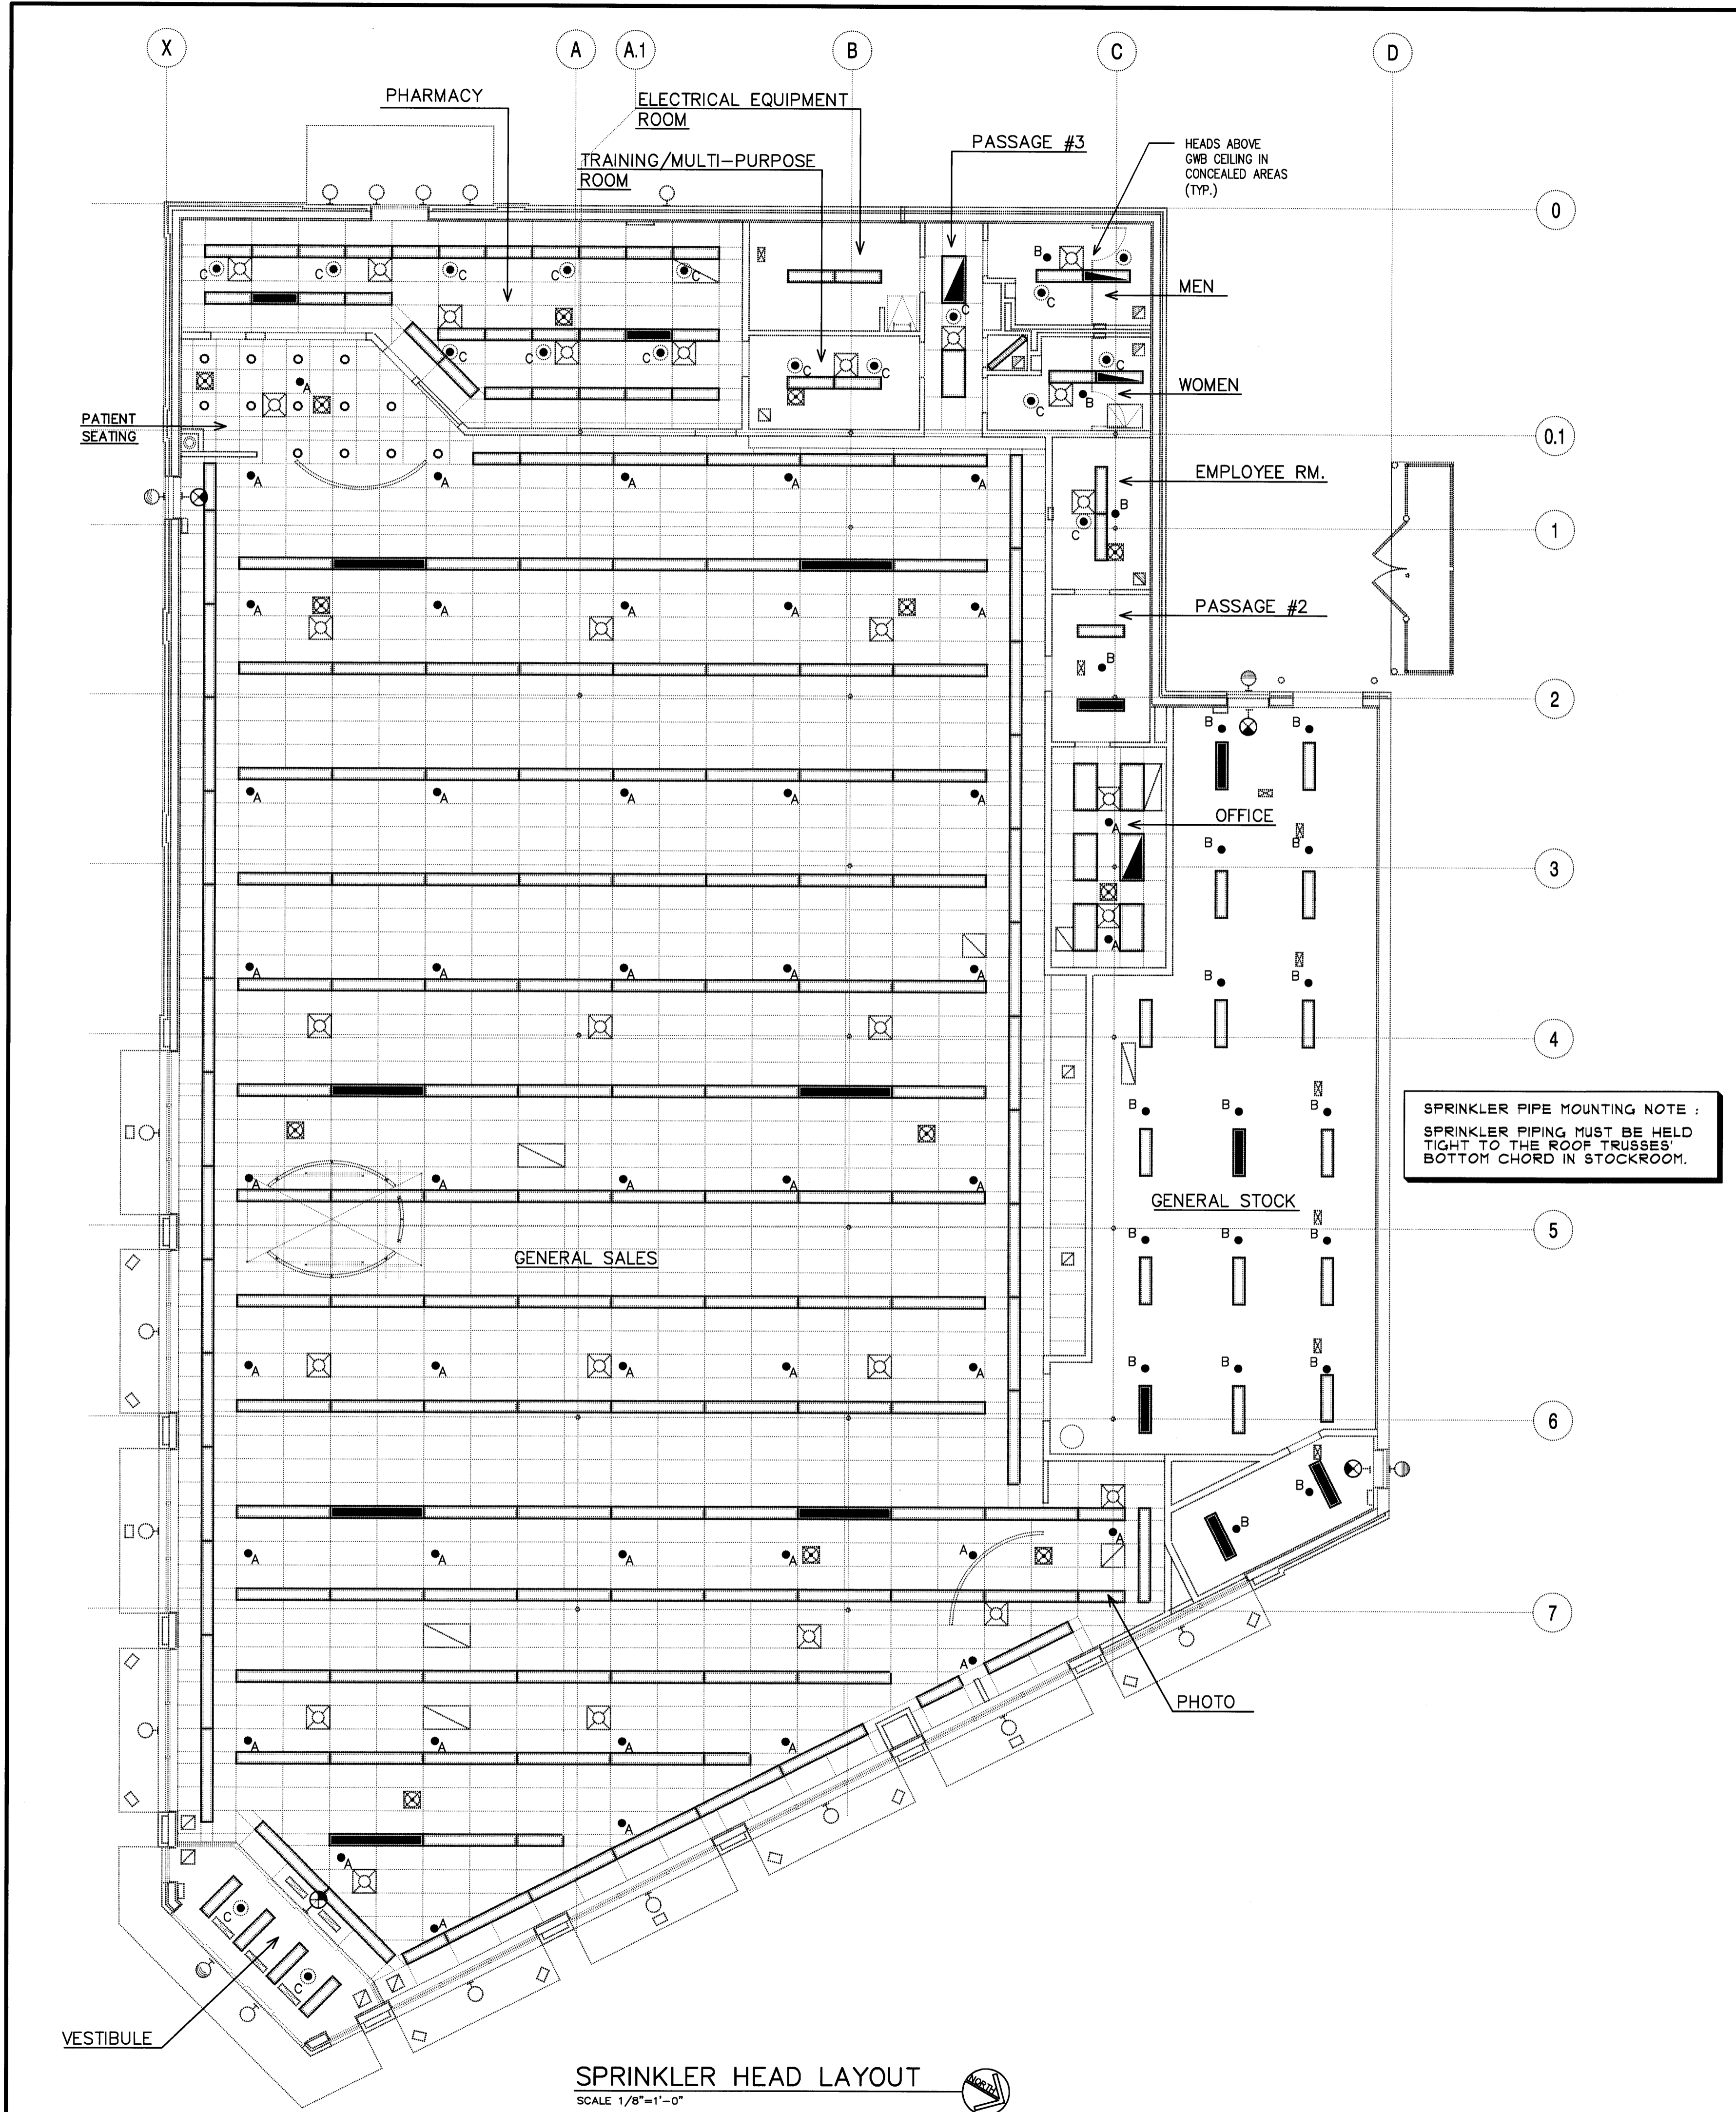 X
A
A.1
B
C
D
PHARMACY
ELECTRICAL EQUIPMENT
ROOM
TRAINING/MULTI-PURPOSE
ROOM
PASSAGE #3
HEADS ABOVE
GWB CEILING IN
CONCEALED AREAS
(TYP.)
0
MEN
WOMEN
PATIENT
SEATING
0.1
EMPLOYEE RM.
1
PASSAGE #2
2
OFFICE
3
4
SPRINKLER PIPE MOUNTING NOTE :
SPRINKLER PIPING MUST BE HELD
TIGHT TO THE ROOF TRUSSES'
BOTTOM CHORD IN STOCKROOM.
GENERAL STOCK
5
GENERAL SALES
6
7
PHOTO
VESTIBULE
SPRINKLER HEAD LAYOUT
SCALE 1/8"=1'-0"
NORTH